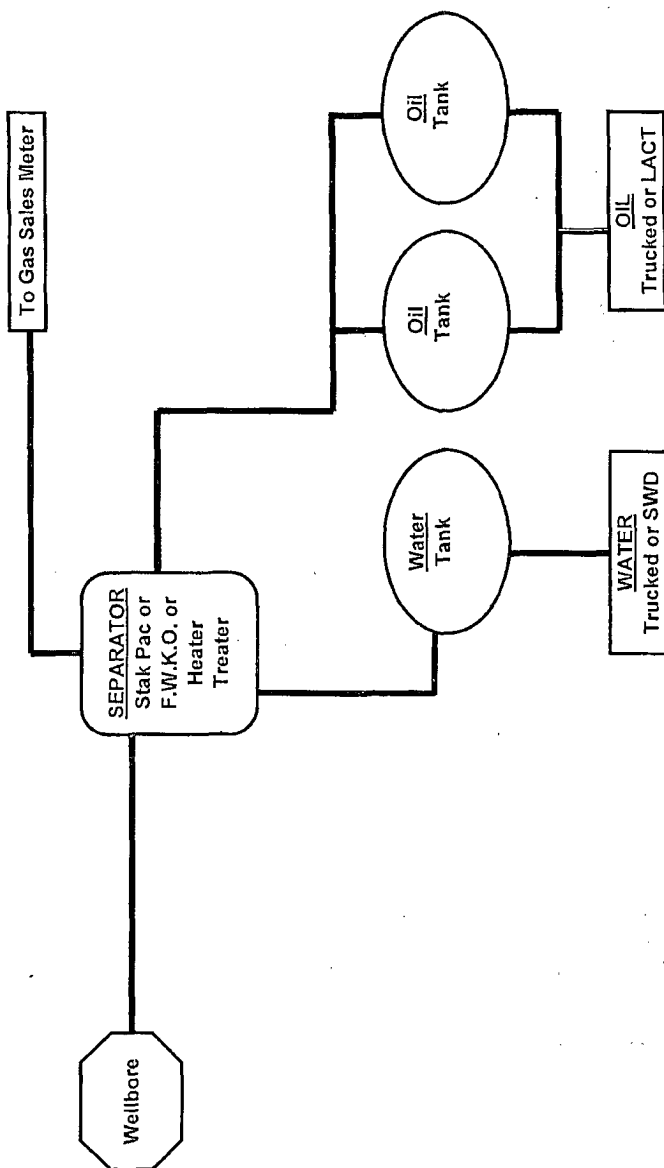 To Gas Sales Meter
Wellbore
SEPARATOR
Stak Pac or
F.W.K.O. or
Heater
Treater
Water
Tank
Oil
Tank
Oil
Tank
WATER
Trucked or SWD
OIL
Trucked or LACT